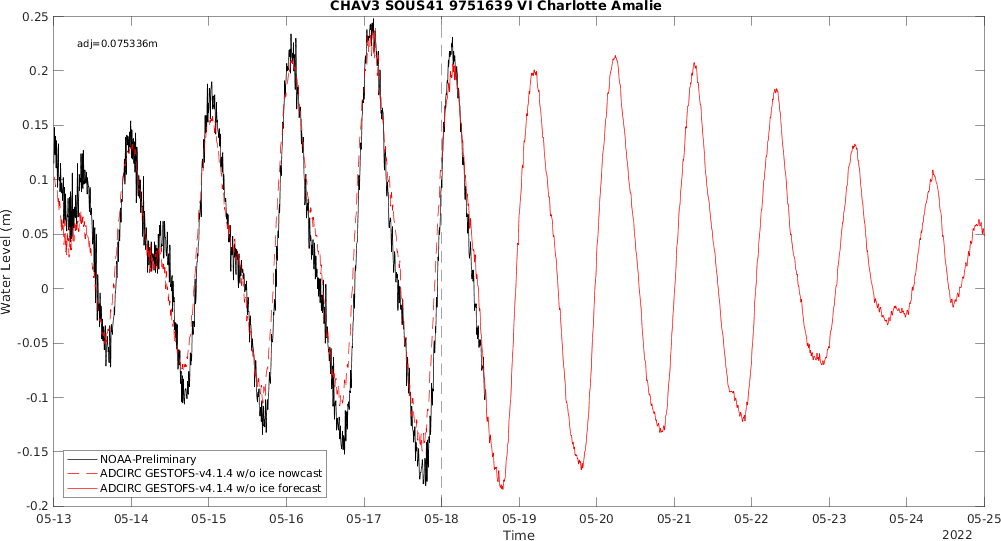 CHAV3 SOUS41 9751639 VI Charlotte Amalie
adj=0.075336m
Water Level (m)
0.25
0.2
0.15
0.1
0.05
0
-0.05
-0.1
-0.15
-0.2
NOAA-Preliminary
ADCIRC GESTOFS-v4.1.4 w/o ice nowcast
ADCIRC GESTOFS-v4.1.4 w/o ice forecast
05-13 05-14 05-15 05-16 05-17 05-18 05-19 05-20 05-21 05-22 05-23 05-24 05-25
Time
2022